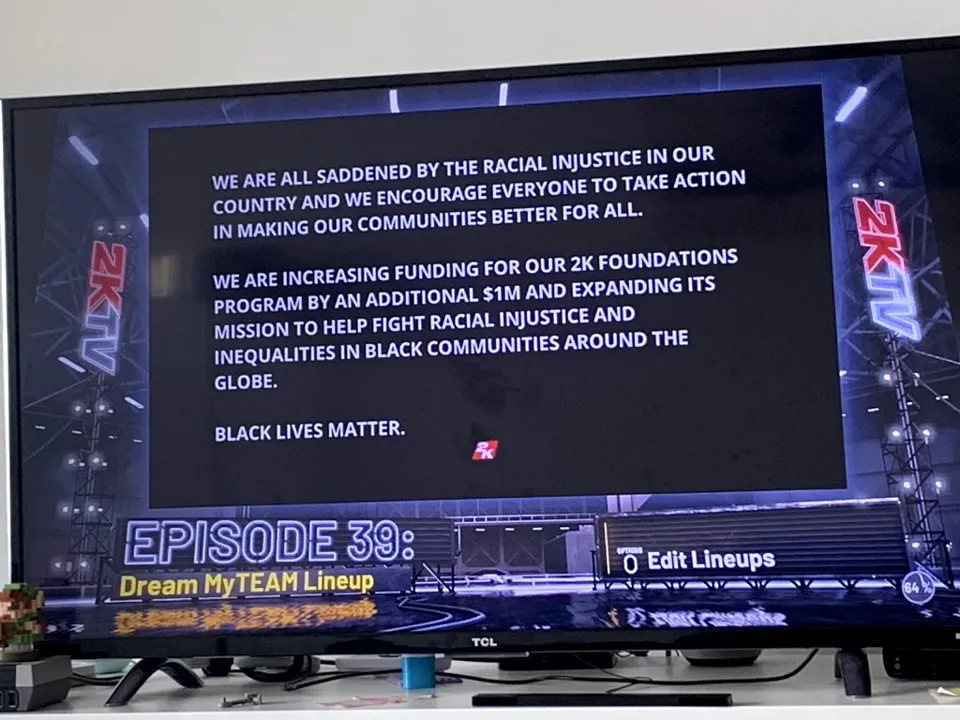 WE ARE ALL SADDENED BY THE RACIAL INJUSTICE IN OUR
COUNTRY AND WE ENCOURAGE EVERYONE TO TAKE ACTION
IN MAKING OUR COMMUNITIES BETTER FOR ALL.
WE ARE INCREASING FUNDING FOR OUR 2K FOUNDATIONS
PROGRAM BY AN ADDITIONAL $1M AND EXPANDING ITS
MISSION TO HELP FIGHT RACIAL INJUSTICE AND
INEQUALITIES IN BLACK COMMUNITIES AROUND THE
GLOBE.
BLACK LIVES MATTER.
2K
2KTV
2KTV
EPISODE 39:
Dream MyTEAM Lineup
OPTIONS
Edit Lineups
64 %
TCL